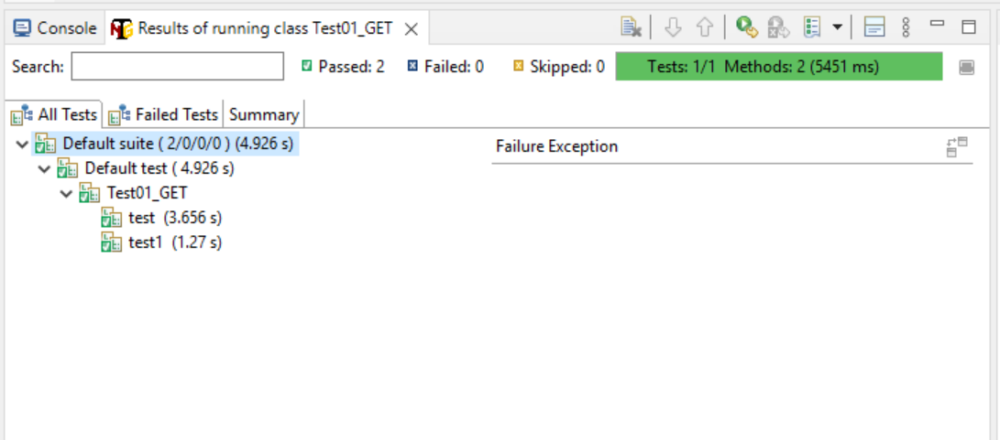 Console Results of running class Test01_GET
Search: Passed: 2 Failed: 0 Skipped: 0 Tests: 1/1 Methods: 2 (5451 ms)
All Tests Failed Tests Summary
Default suite ( 2/0/0/0 ) (4.926 s) Failure Exception
Default test ( 4.926 s)
Test01_GET
test (3.656 s)
test1 (1.27 s)